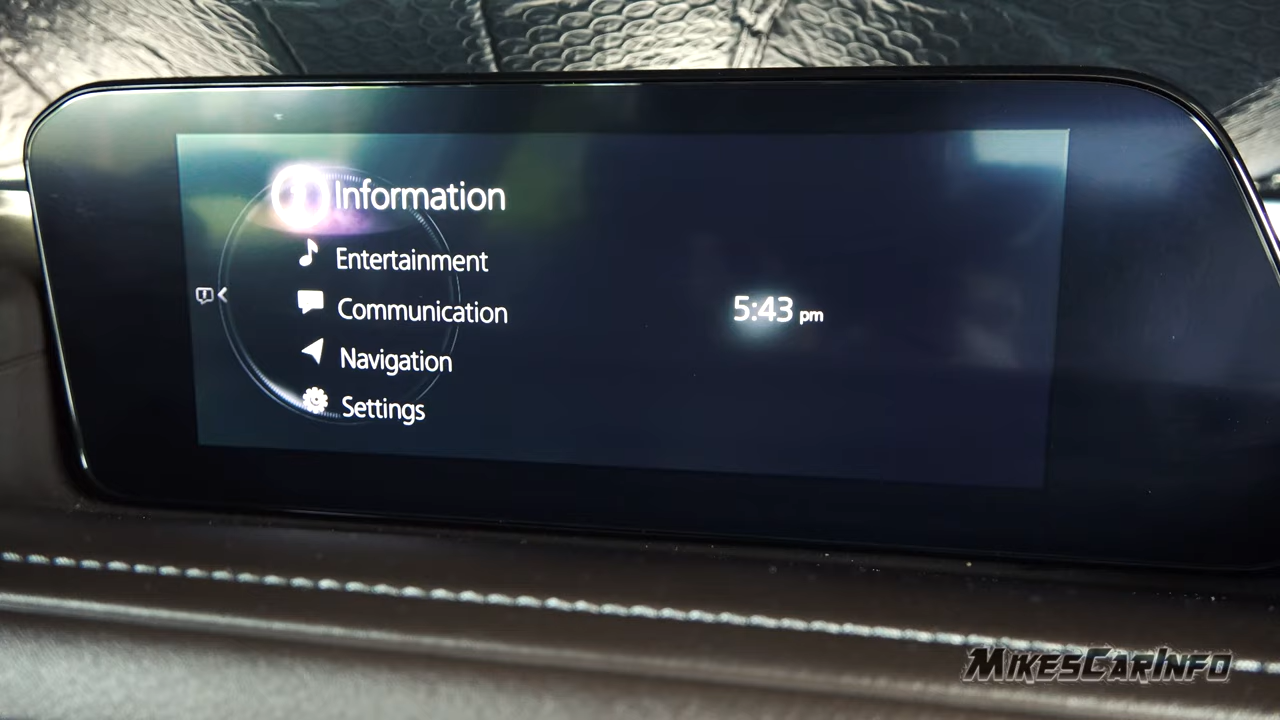 Information
Entertainment
Communication
Navigation
Settings
5:43 pm
MikesCarInfo